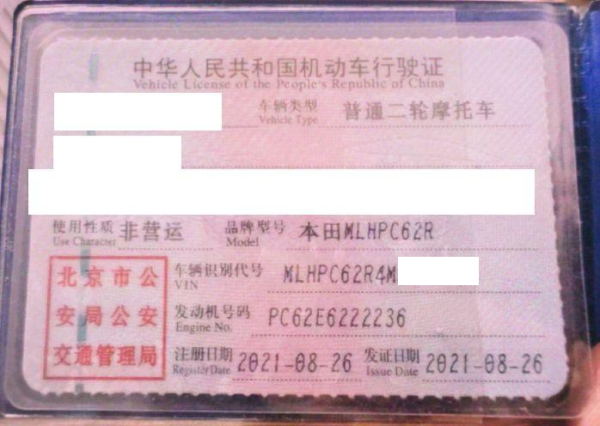 中华人民共和国机动车行驶证
Vehicle License of the People's Republic of China
车辆类型 普通二轮摩托车
Vehicle Type
使用性质 非营运 品牌型号 本田MLHPC62R
Use Character Model
北京市公 车辆识别代号 MLHPC62R4M
VIN
安局公安 发动机号码 PC62E6222236
Engine No.
交通管理局 注册日期 2021-08-26 发证日期 2021-08-26
Register Date Issue Date